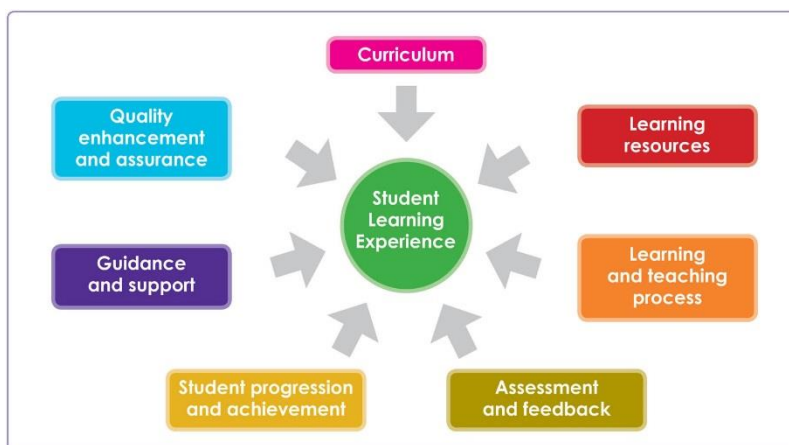 Curriculum
Quality
enhancement
and assurance
Learning
resources
Student
Learning
Experience
Guidance
and support
Learning
and teaching
process
Student progression
and achievement
Assessment
and feedback